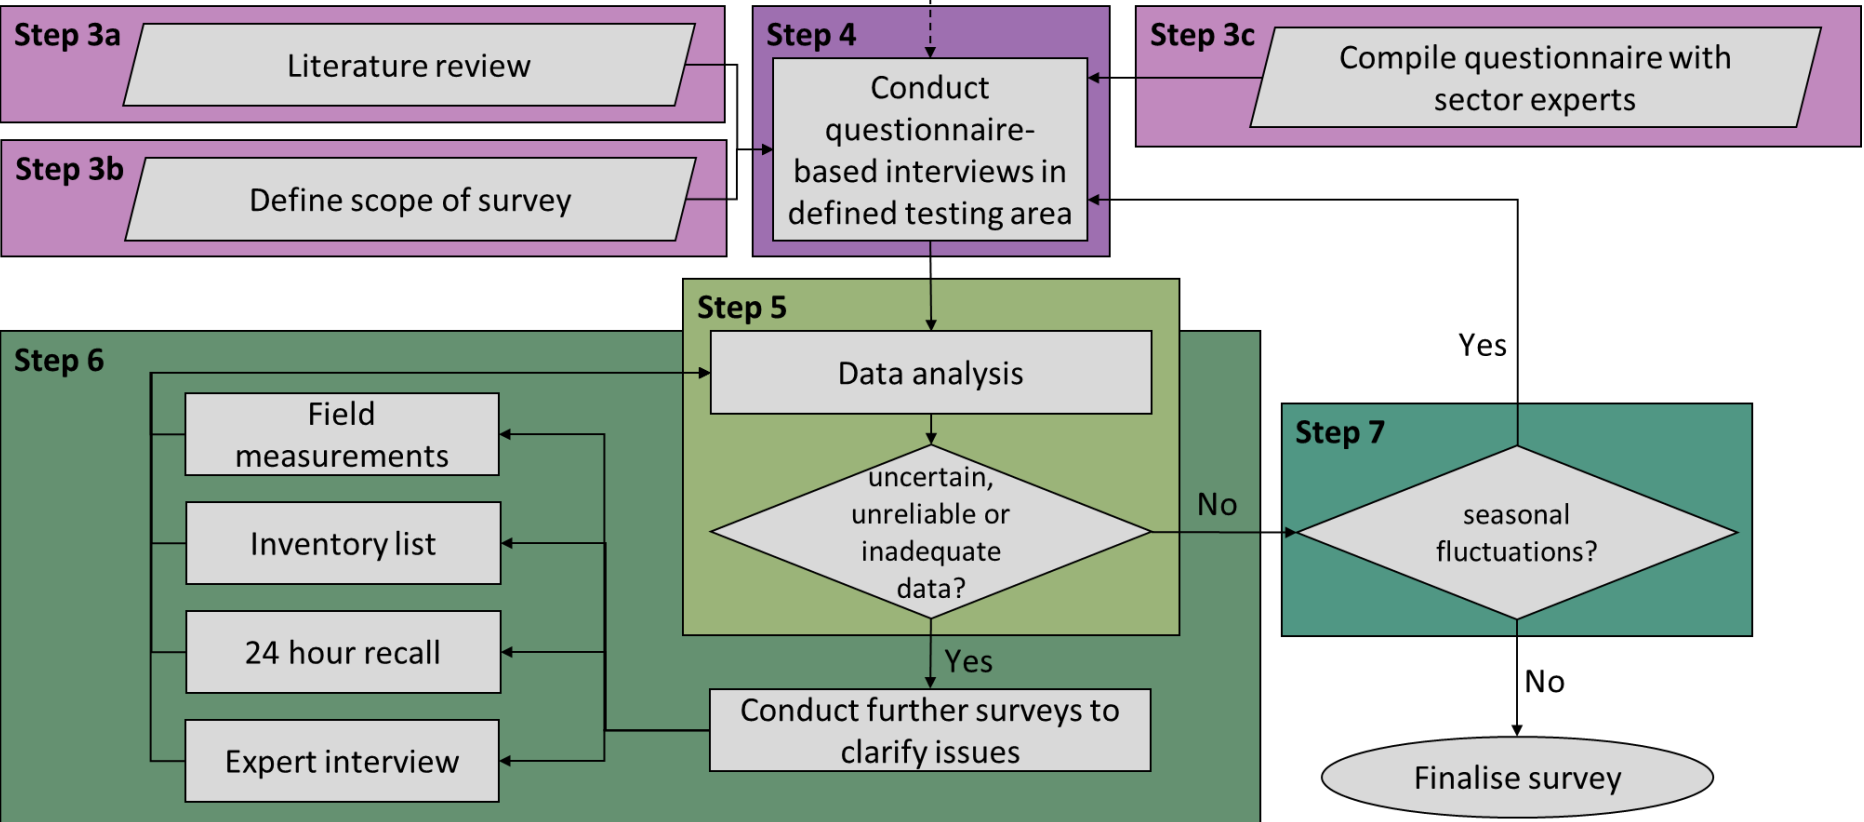 Step 3a
Literature review
Step 3b
Define scope of survey
Step 4
Conduct
questionnaire-
based interviews in
defined testing area
Step 3c
Compile questionnaire with
sector experts
Step 5
Data analysis
uncertain,
unreliable or
inadequate
data?
No
Yes
Step 6
Field
measurements
Inventory list
24 hour recall
Expert interview
Conduct further surveys to
clarify issues
Yes
Step 7
seasonal
fluctuations?
No
Finalise survey